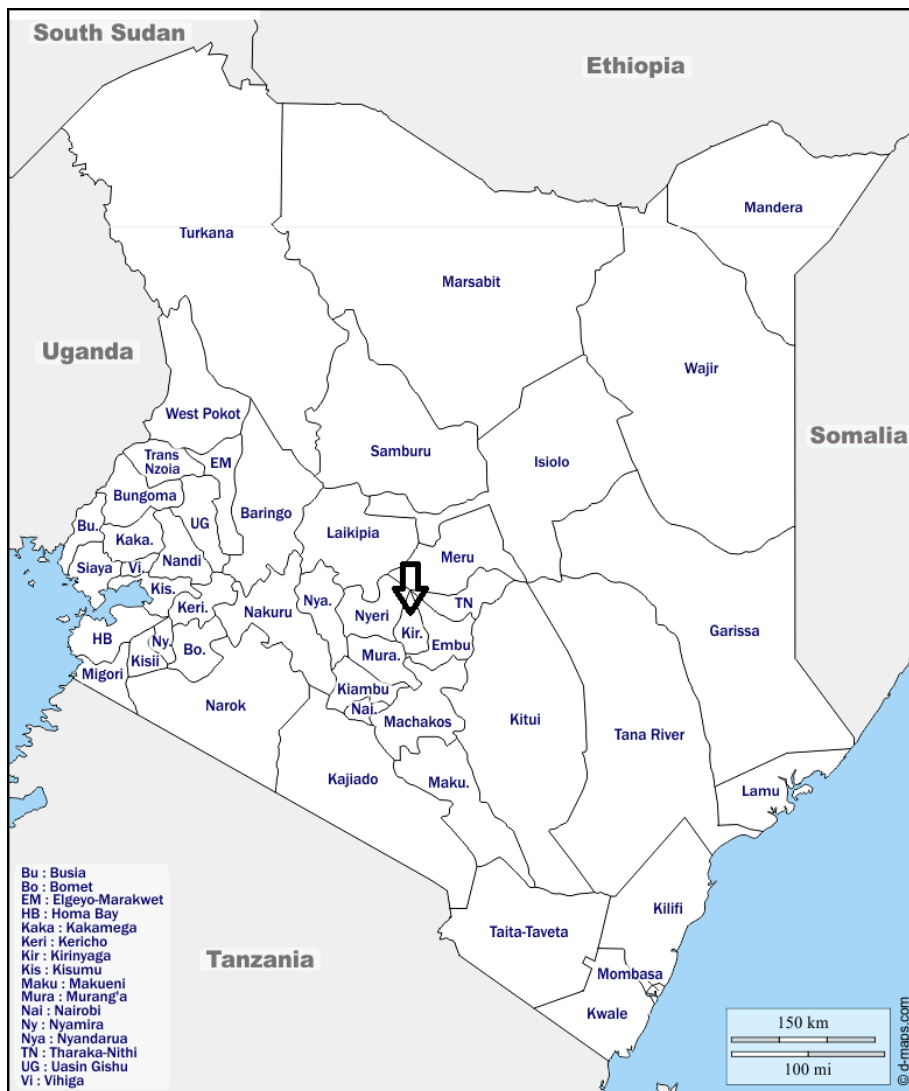 South Sudan
Ethiopia
Mandera
Turkana
Marsabit
Uganda
Wajir
West Pokot
Somalia
Trans
Nzoia
EM
Samburu
Isiolo
Bungoma
Baringo
Bu.
UG
Kaka.
Laikipia
Meru
Siaya
Vi.
Nandi
Kis.
Keri.
Nakuru
Nya.
Nyeri
TN
Garissa
HB
Ny.
Kir.
Embu
Bo.
Kisii
Mura.
Migori
Kiambu
Narok
Nai.
Machakos
Kitui
Tana River
Kajiado
Maku.
Lamu
Kilifi
Taita-Taveta
Mombasa
Kwale
Tanzania
Bu : Busia
Bo : Bomet
EM : Elgeyo-Marakwet
HB : Homa Bay
Kaka : Kakamega
Keri : Kericho
Kir : Kirinyaga
Kis : Kisumu
Maku : Makueni
Mura : Murang'a
Nai : Nairobi
Ny : Nyamira
Nya : Nyandarua
TN : Tharaka-Nithi
UG : Uasin Gishu
Vi : Vihiga
150 km
100 mi
© d-maps.com